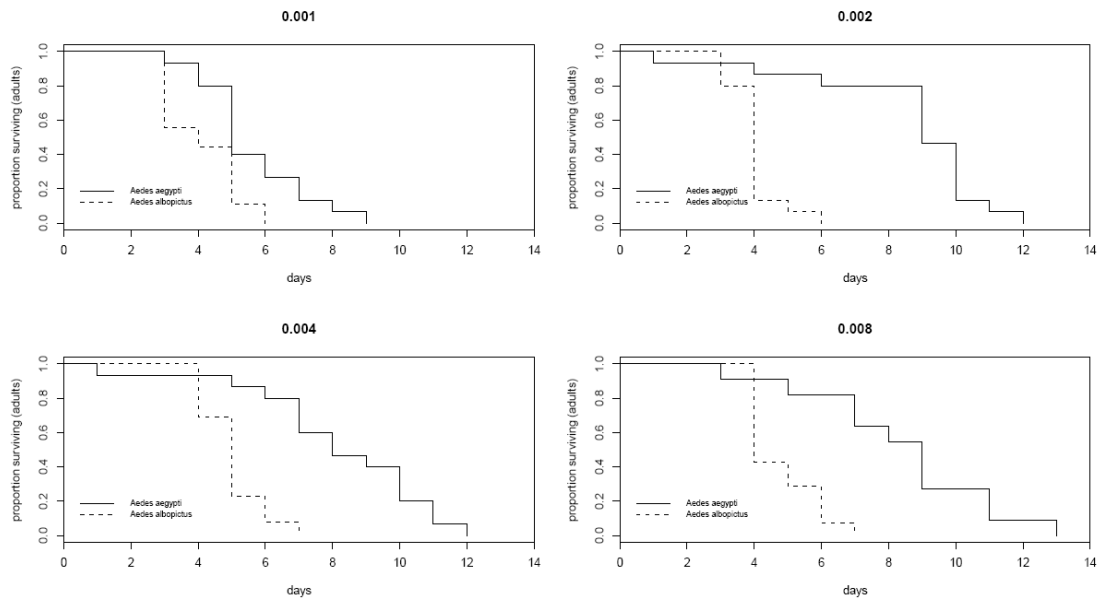 0.001
proportion surviving (adults)
1.0
0.8
0.6
0.4
0.2
0.0
Aedes aegypti
Aedes albopictus
0 2 4 6 8 10 12 14
days
0.002
proportion surviving (adults)
1.0
0.8
0.6
0.4
0.2
0.0
Aedes aegypti
Aedes albopictus
0 2 4 6 8 10 12 14
days
0.004
proportion surviving (adults)
1.0
0.8
0.6
0.4
0.2
0.0
Aedes aegypti
Aedes albopictus
0 2 4 6 8 10 12 14
days
0.008
proportion surviving (adults)
1.0
0.8
0.6
0.4
0.2
0.0
Aedes aegypti
Aedes albopictus
0 2 4 6 8 10 12 14
days